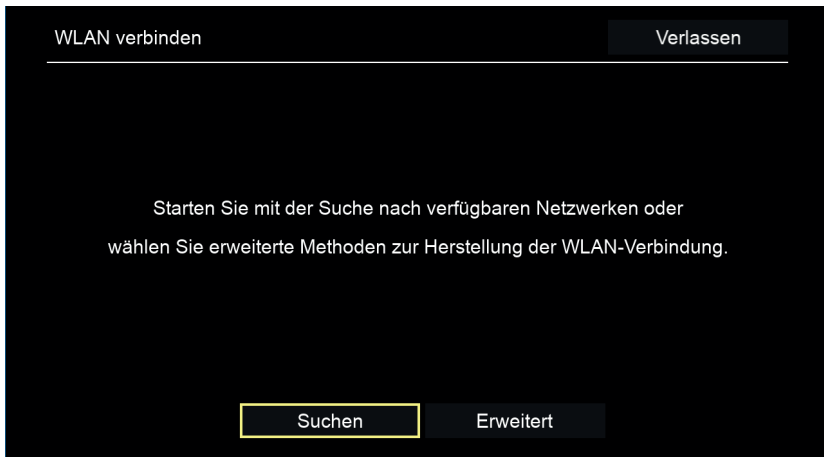 WLAN verbinden
Verlassen
Starten Sie mit der Suche nach verfügbaren Netzwerken oder
wählen Sie erweiterte Methoden zur Herstellung der WLAN-Verbindung.
Suchen
Erweitert